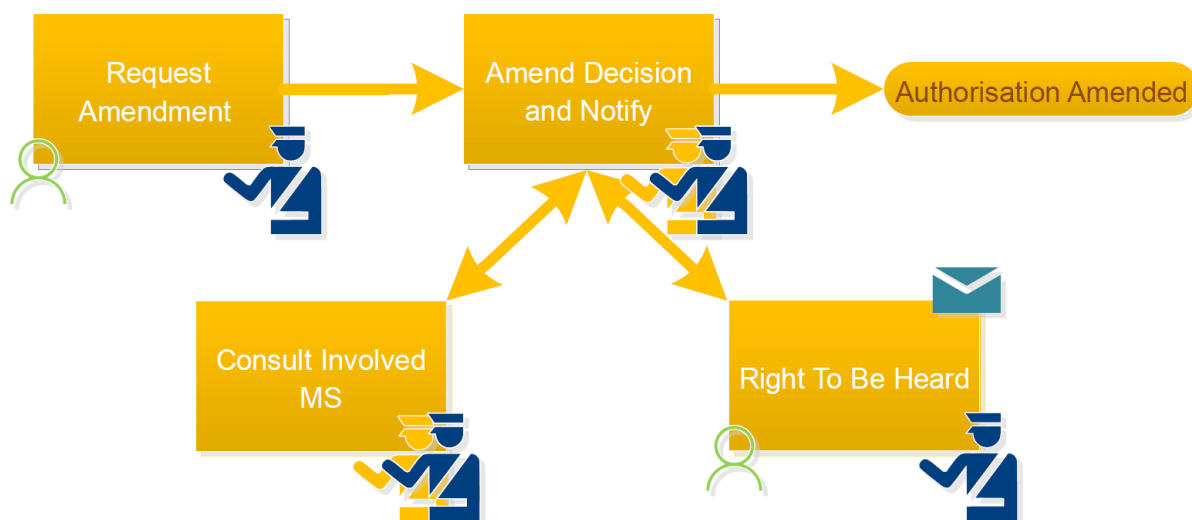 Request
Amendment
Amend Decision
and Notify
Authorisation Amended
Consult Involved
MS
Right To Be Heard